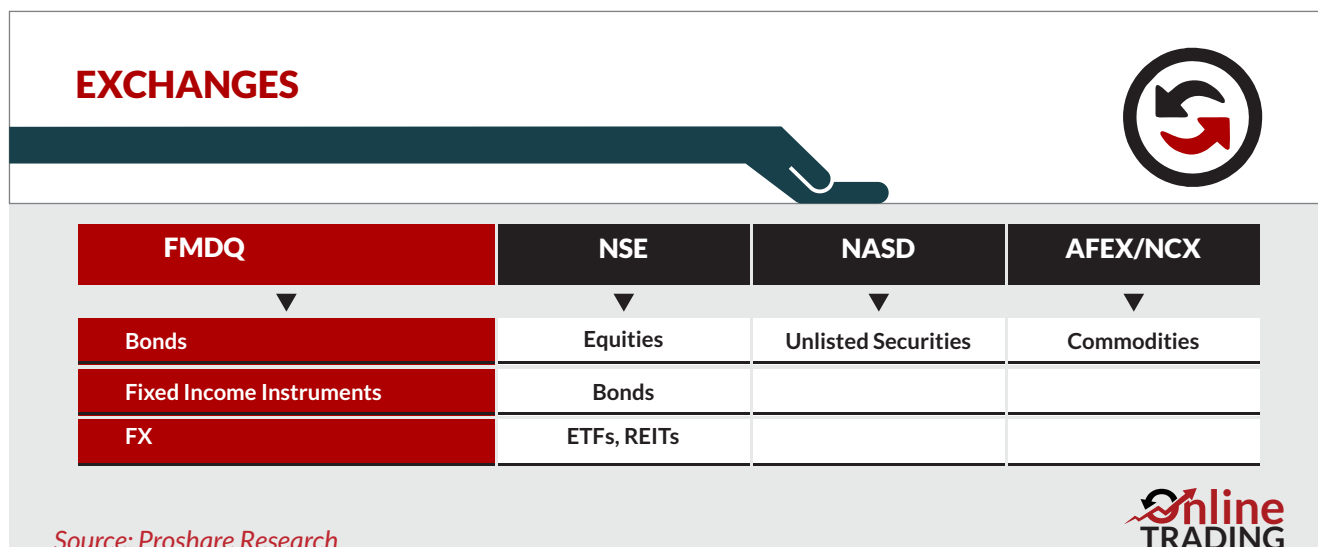 EXCHANGES
FMDQ NSE NASD AFEX/NCX
Bonds Equities Unlisted Securities Commodities
Fixed Income Instruments Bonds
FX ETFs, REITs
Source: Proshare Research
Online
TRADING